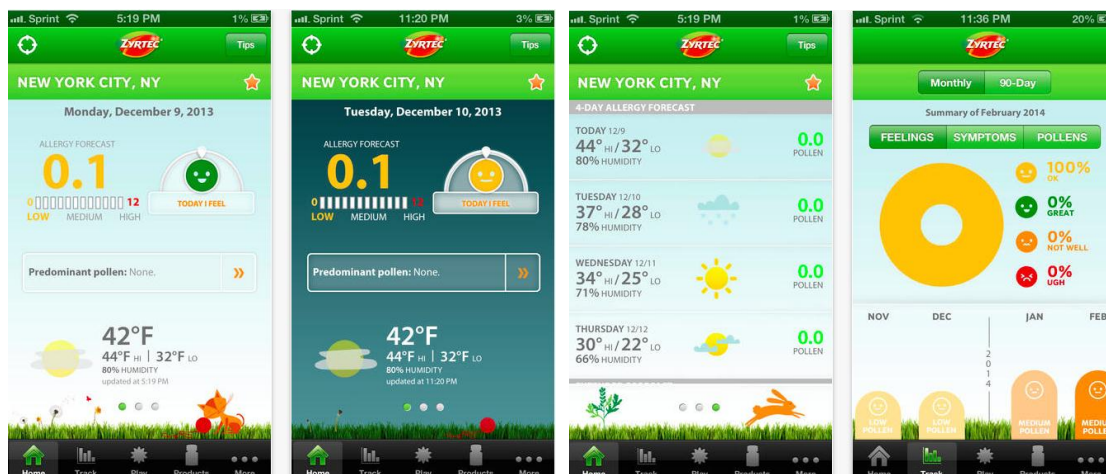 Sprint 5:19 PM 1%
ZYRTEC
Tips
NEW YORK CITY, NY
Monday, December 9, 2013
ALLERGY FORECAST
0.1
0 12
LOW MEDIUM HIGH
TODAY I FEEL
Predominant pollen: None.
42°F
44°F HI | 32°F LO
80% HUMIDITY
updated at 5:19 PM
Home Track Play Products More
Sprint 11:20 PM 3%
ZYRTEC
Tips
NEW YORK CITY, NY
Tuesday, December 10, 2013
ALLERGY FORECAST
0.1
0 12
LOW MEDIUM HIGH
TODAY I FEEL
Predominant pollen: None.
42°F
44°F HI | 32°F LO
80% HUMIDITY
updated at 11:20 PM
Home Track Play Products More
Sprint 5:19 PM 1%
ZYRTEC
Tips
NEW YORK CITY, NY
4-DAY ALLERGY FORECAST
TODAY 12/9
44° HI / 32° LO
80% HUMIDITY
0.0
POLLEN
TUESDAY 12/10
37° HI / 28° LO
78% HUMIDITY
0.0
POLLEN
WEDNESDAY 12/11
34° HI / 25° LO
71% HUMIDITY
0.0
POLLEN
THURSDAY 12/12
30° HI / 22° LO
66% HUMIDITY
0.0
POLLEN
Home Track Play Products More
Sprint 11:36 PM 20%
ZYRTEC
Monthly 90-Day
Summary of February 2014
FEELINGS SYMPTOMS POLLENS
100%
OK
0%
GREAT
0%
NOT WELL
0%
UGH
NOV DEC JAN FEB
2
0
1
4
LOW
POLLEN
LOW
POLLEN
MEDIUM
POLLEN
Home Track Play Products More